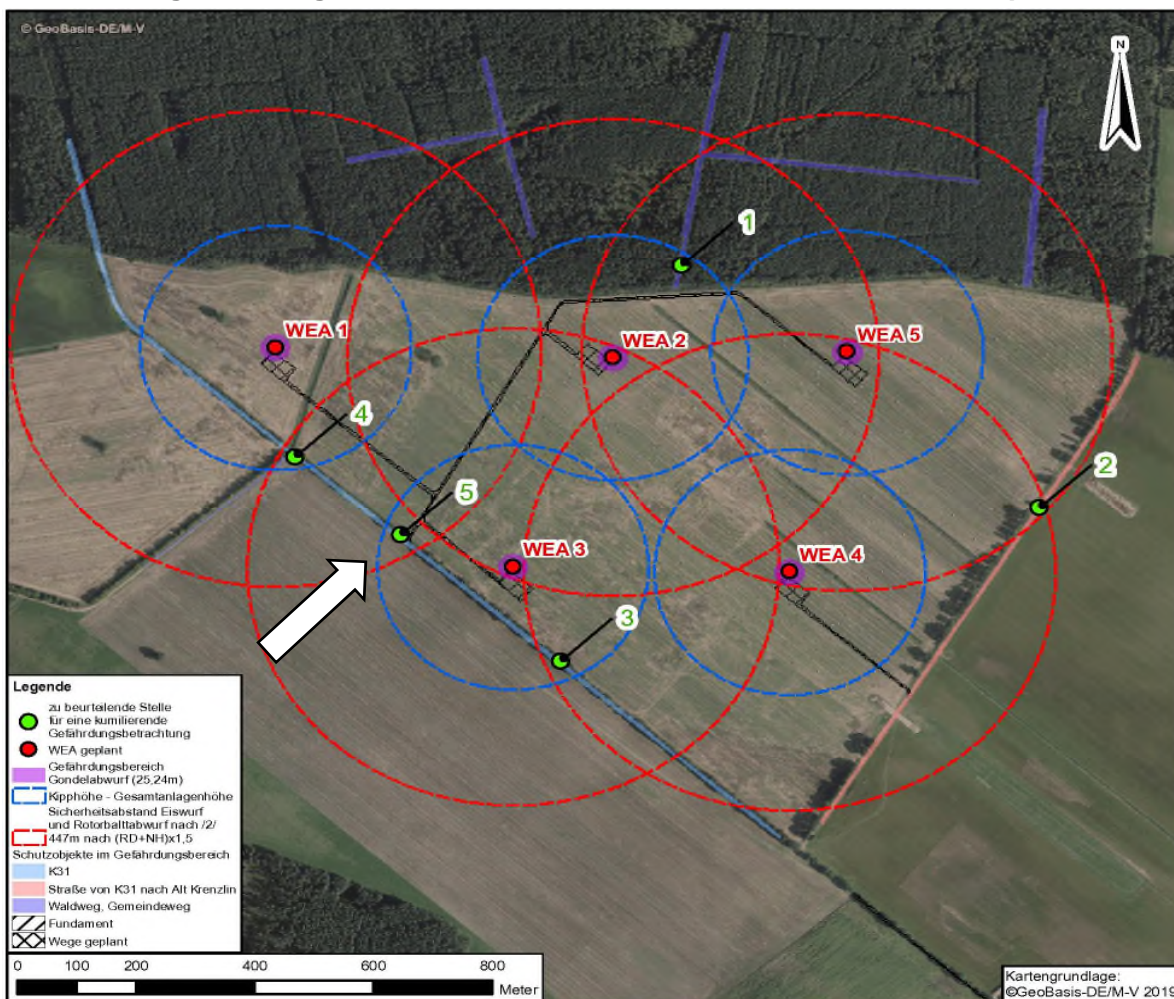 © GeoBasis-DE/M-V
N
1
WEA 1
WEA 2
WEA 5
4
2
5
WEA 3
WEA 4
3
Legende
zu beurteilende Stelle
für eine kumilierende
Gefährdungsbetrachtung
WEA geplant
Gefährdungsbereich
Gondelabwurf (25,24m)
Kipphöhe - Gesamtanlagenhöhe
Sicherheitsabstand Eiswurf
und Rotorbalttabwurf nach /2/
447m nach (RD+NH)x1,5
Schutzobjekte im Gefährdungsbereich
K31
Straße von K31 nach Alt Krenzlin
Waldweg, Gemeindeweg
Fundament
Wege geplant
0 100 200 400 600 800
Meter
Kartengrundlage:
©GeoBasis-DE/M-V 2019